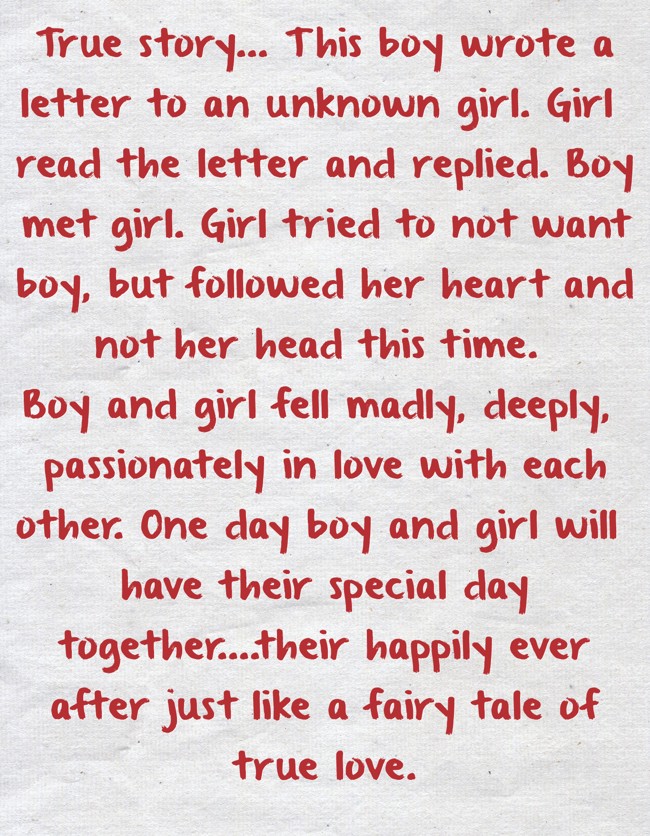 True story... This boy wrote a
letter to an unknown girl. Girl
read the letter and replied. Boy
met girl. Girl tried to not want
boy, but followed her heart and
not her head this time.
Boy and girl fell madly, deeply,
passionately in love with each
other. One day boy and girl will
have their special day
together....their happily ever
after just like a fairy tale of
true love.